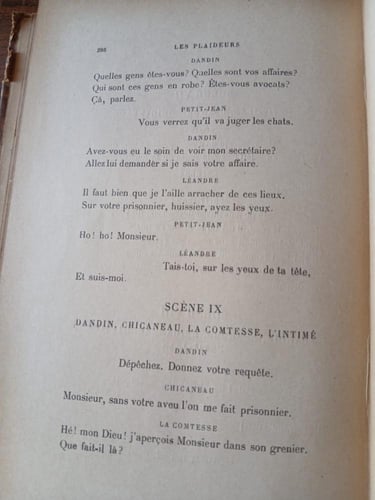 298 LES PLAIDEURS
DANDIN
Quelles gens êtes-vous? Quelles sont vos affaires?
Qui sont ces gens en robe? Êtes-vous avocats?
Çà, parlez.
PETIT-JEAN
Vous verrez qu'il va juger les chats.
DANDIN
Avez-vous eu le soin de voir mon secrétaire?
Allez lui demander si je sais votre affaire.
LÉANDRE
Il faut bien que je l'aille arracher de ces lieux.
Sur votre prisonnier, huissier, ayez les yeux.
PETIT-JEAN
Ho! ho! Monsieur.
LÉANDRE
Tais-toi, sur les yeux de ta tête,
Et suis-moi.
SCÈNE IX
DANDIN, CHICANEAU, LA COMTESSE, L'INTIMÉ
DANDIN
Dépêchez. Donnez votre requête.
CHICANEAU
Monsieur, sans votre aveu l'on me fait prisonnier.
LA COMTESSE
Hé! mon Dieu! j'aperçois Monsieur dans son grenier.
Que fait-il là?